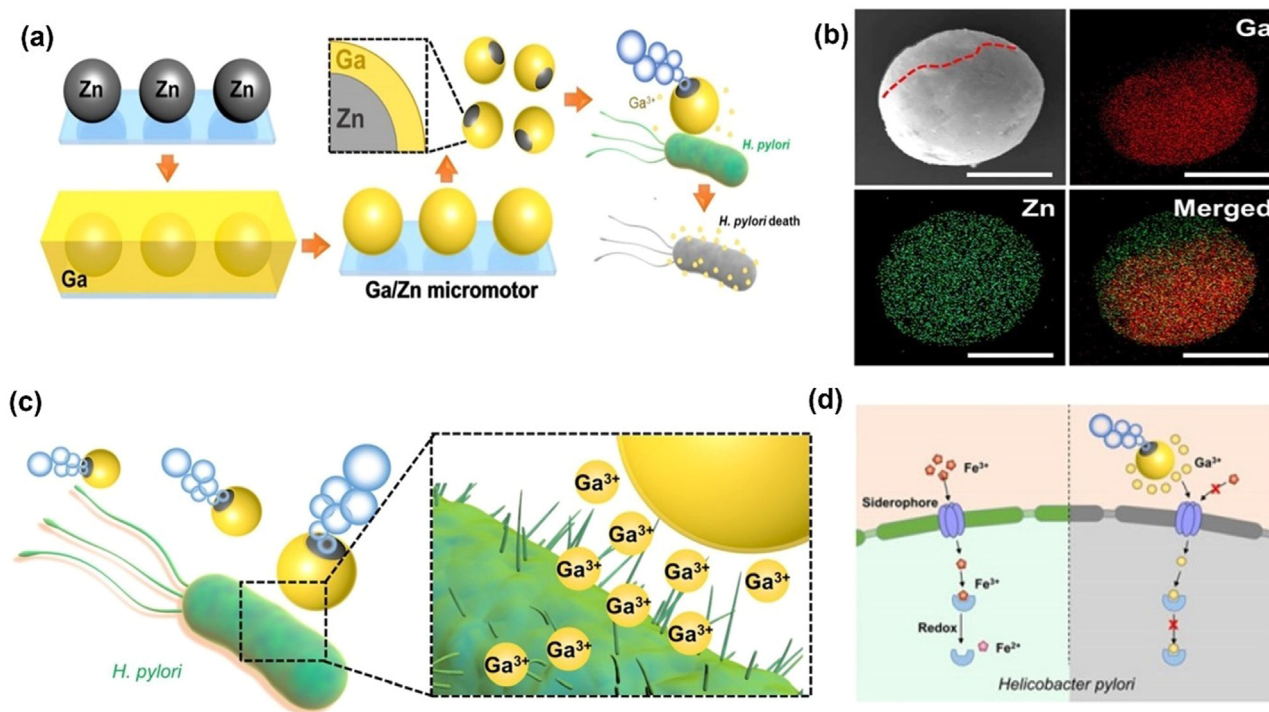 (a)
Zn
Zn
Zn
Ga
Ga
Zn
Ga/Zn micromotor
Ga³⁺
H. pylori
H. pylori death
(b)
Ga
Zn
Merged
(c)
H. pylori
Ga³⁺
Ga³⁺
Ga³⁺
Ga³⁺
Ga³⁺
Ga³⁺
Ga³⁺
Ga³⁺
Ga³⁺
(d)
Fe³⁺
Siderophore
Fe³⁺
Redox
Fe²⁺
Ga³⁺
Helicobacter pylori